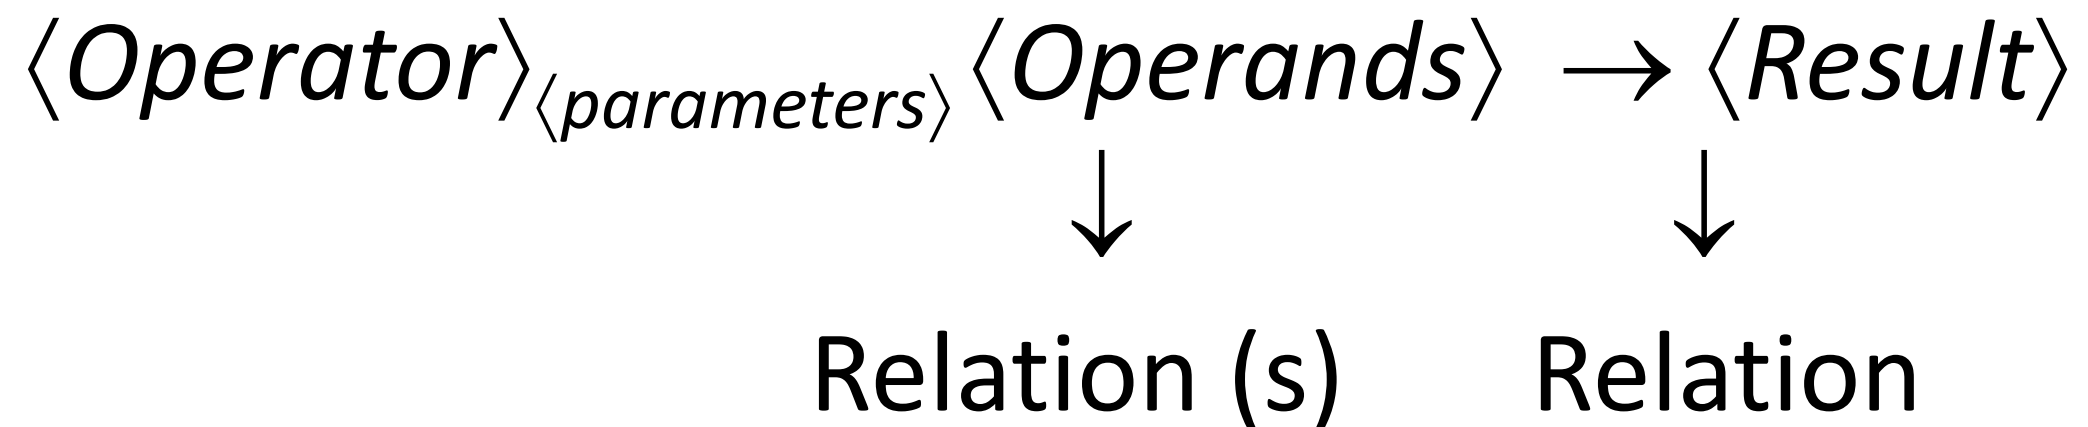 ⟨Operator⟩⟨parameters⟩⟨Operands⟩ → ⟨Result⟩
↓ ↓
Relation (s) Relation